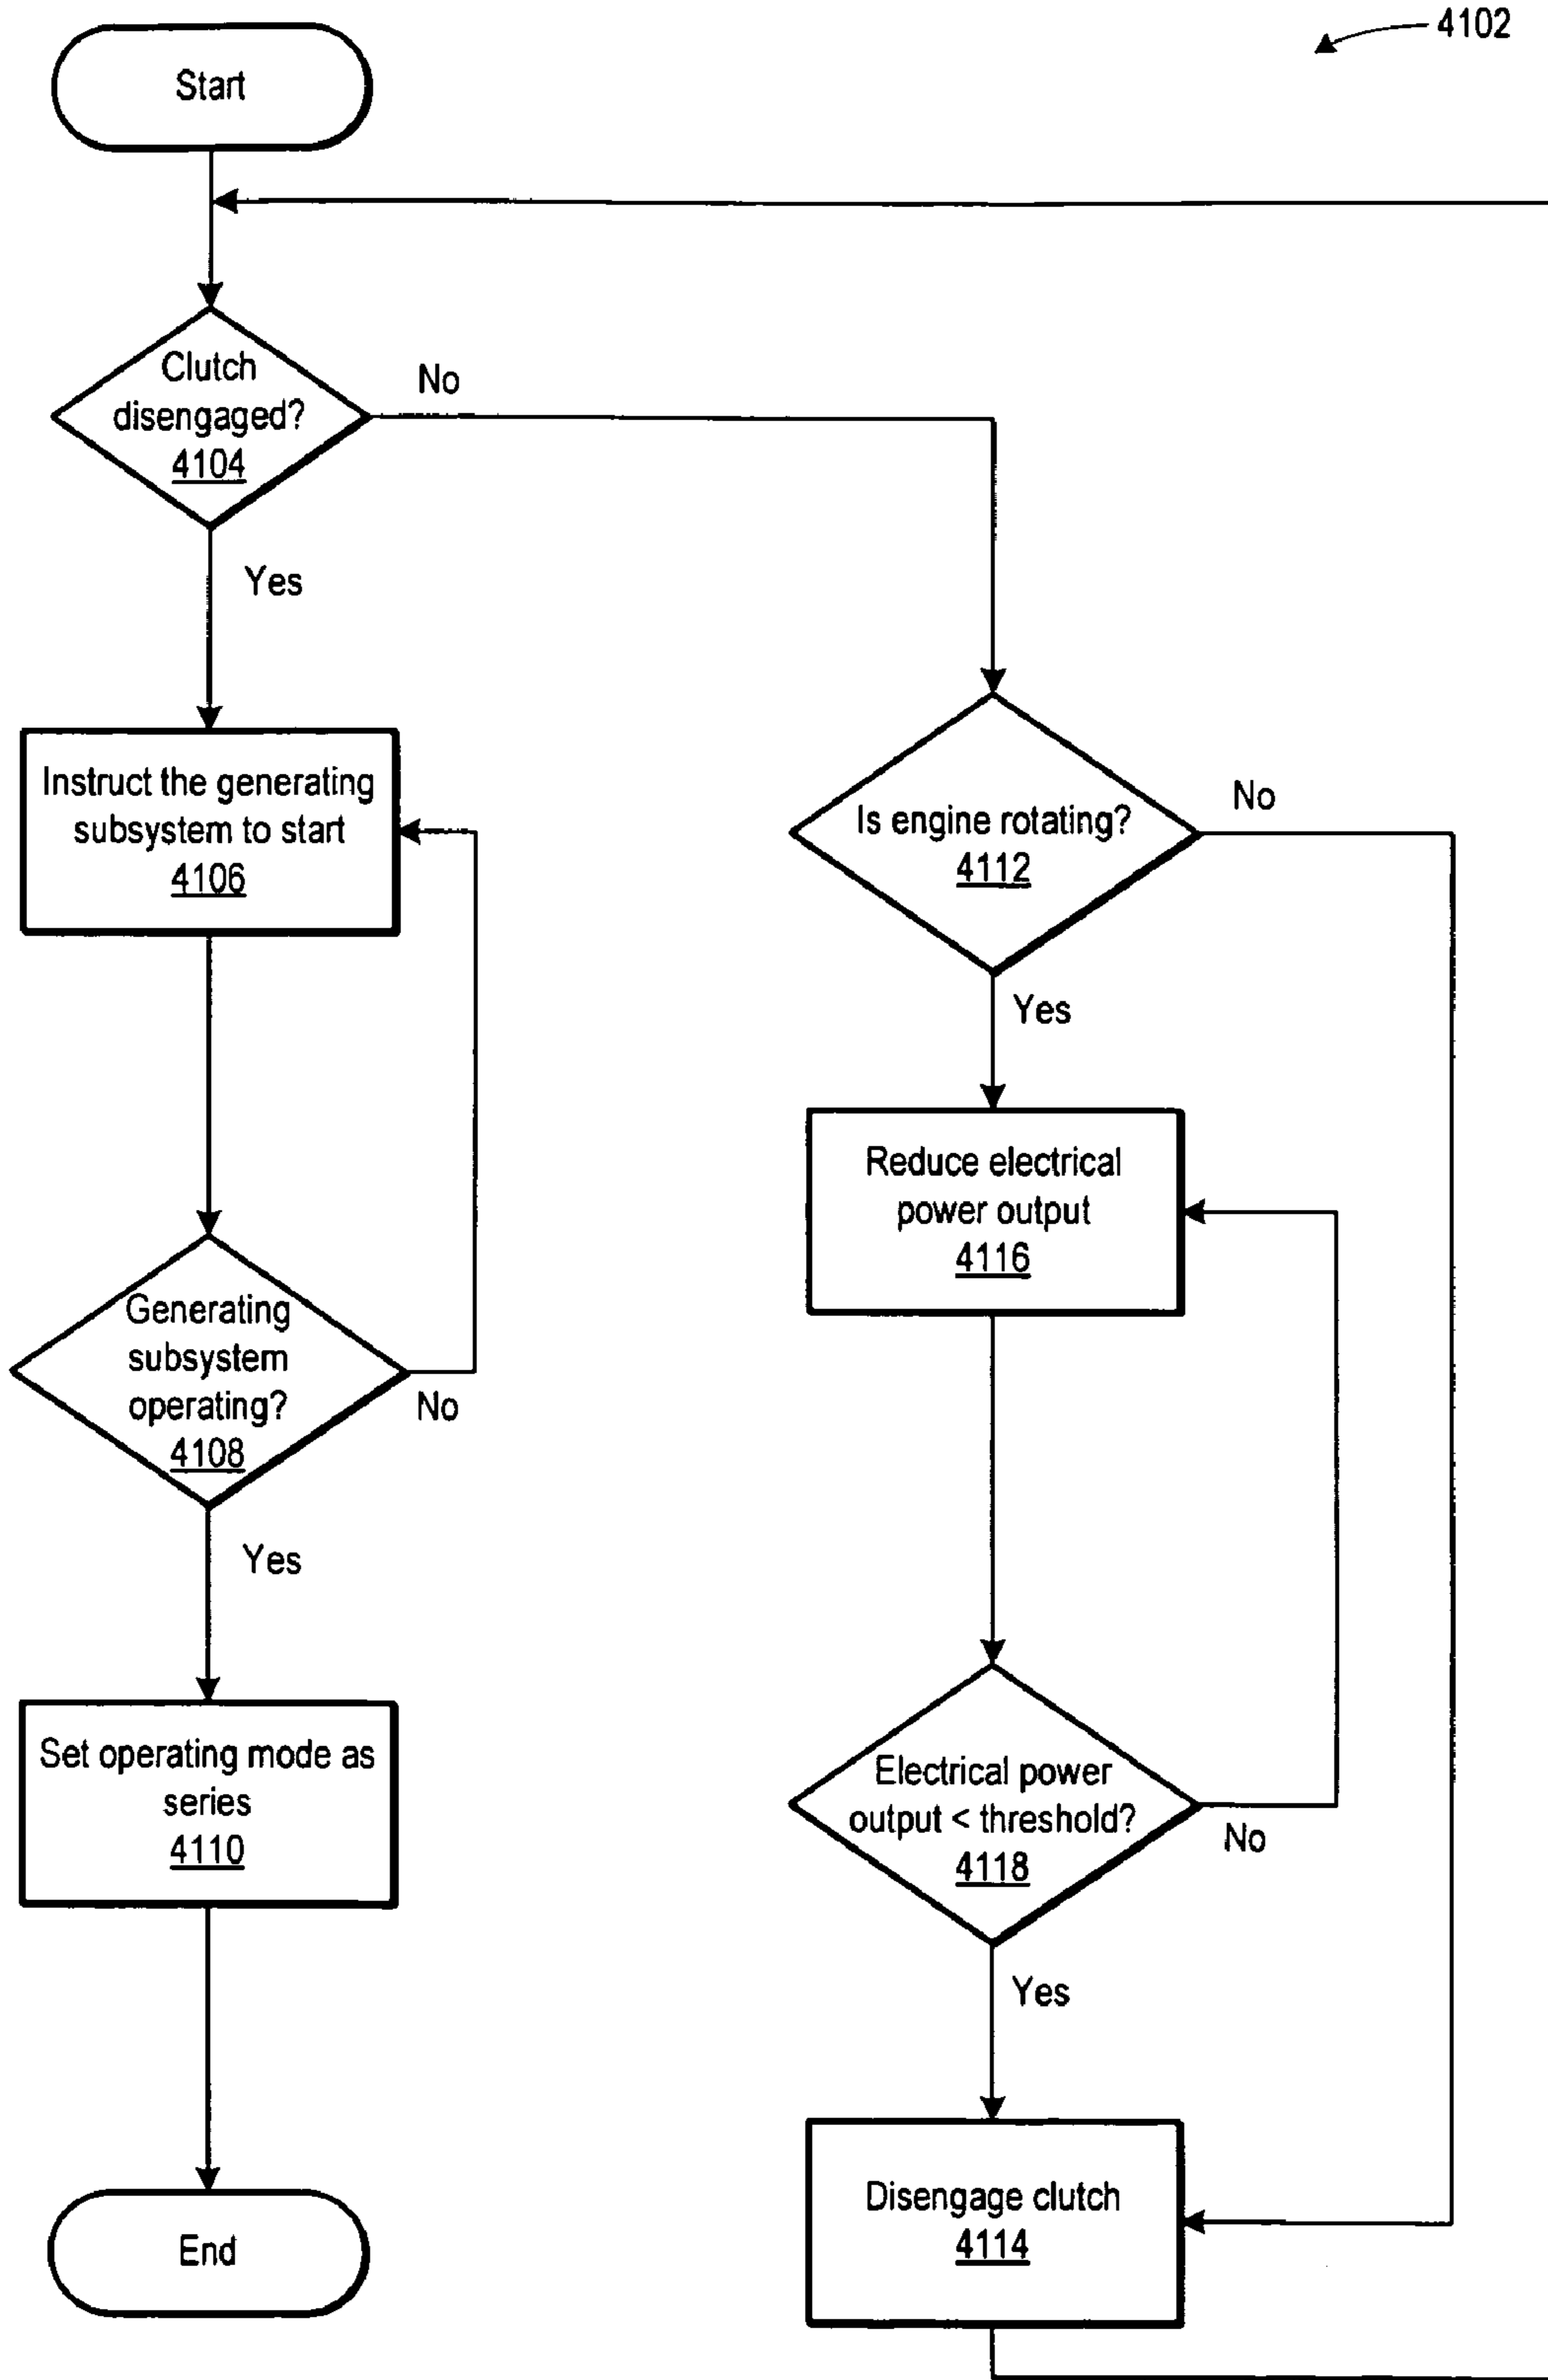 4102
Start
Clutch
disengaged?
4104
No
Yes
Instruct the generating
subsystem to start
4106
Generating
subsystem
operating?
4108
No
Yes
Set operating mode as
series
4110
End
Is engine rotating?
4112
No
Yes
Reduce electrical
power output
4116
Electrical power
output < threshold?
4118
No
Yes
Disengage clutch
4114